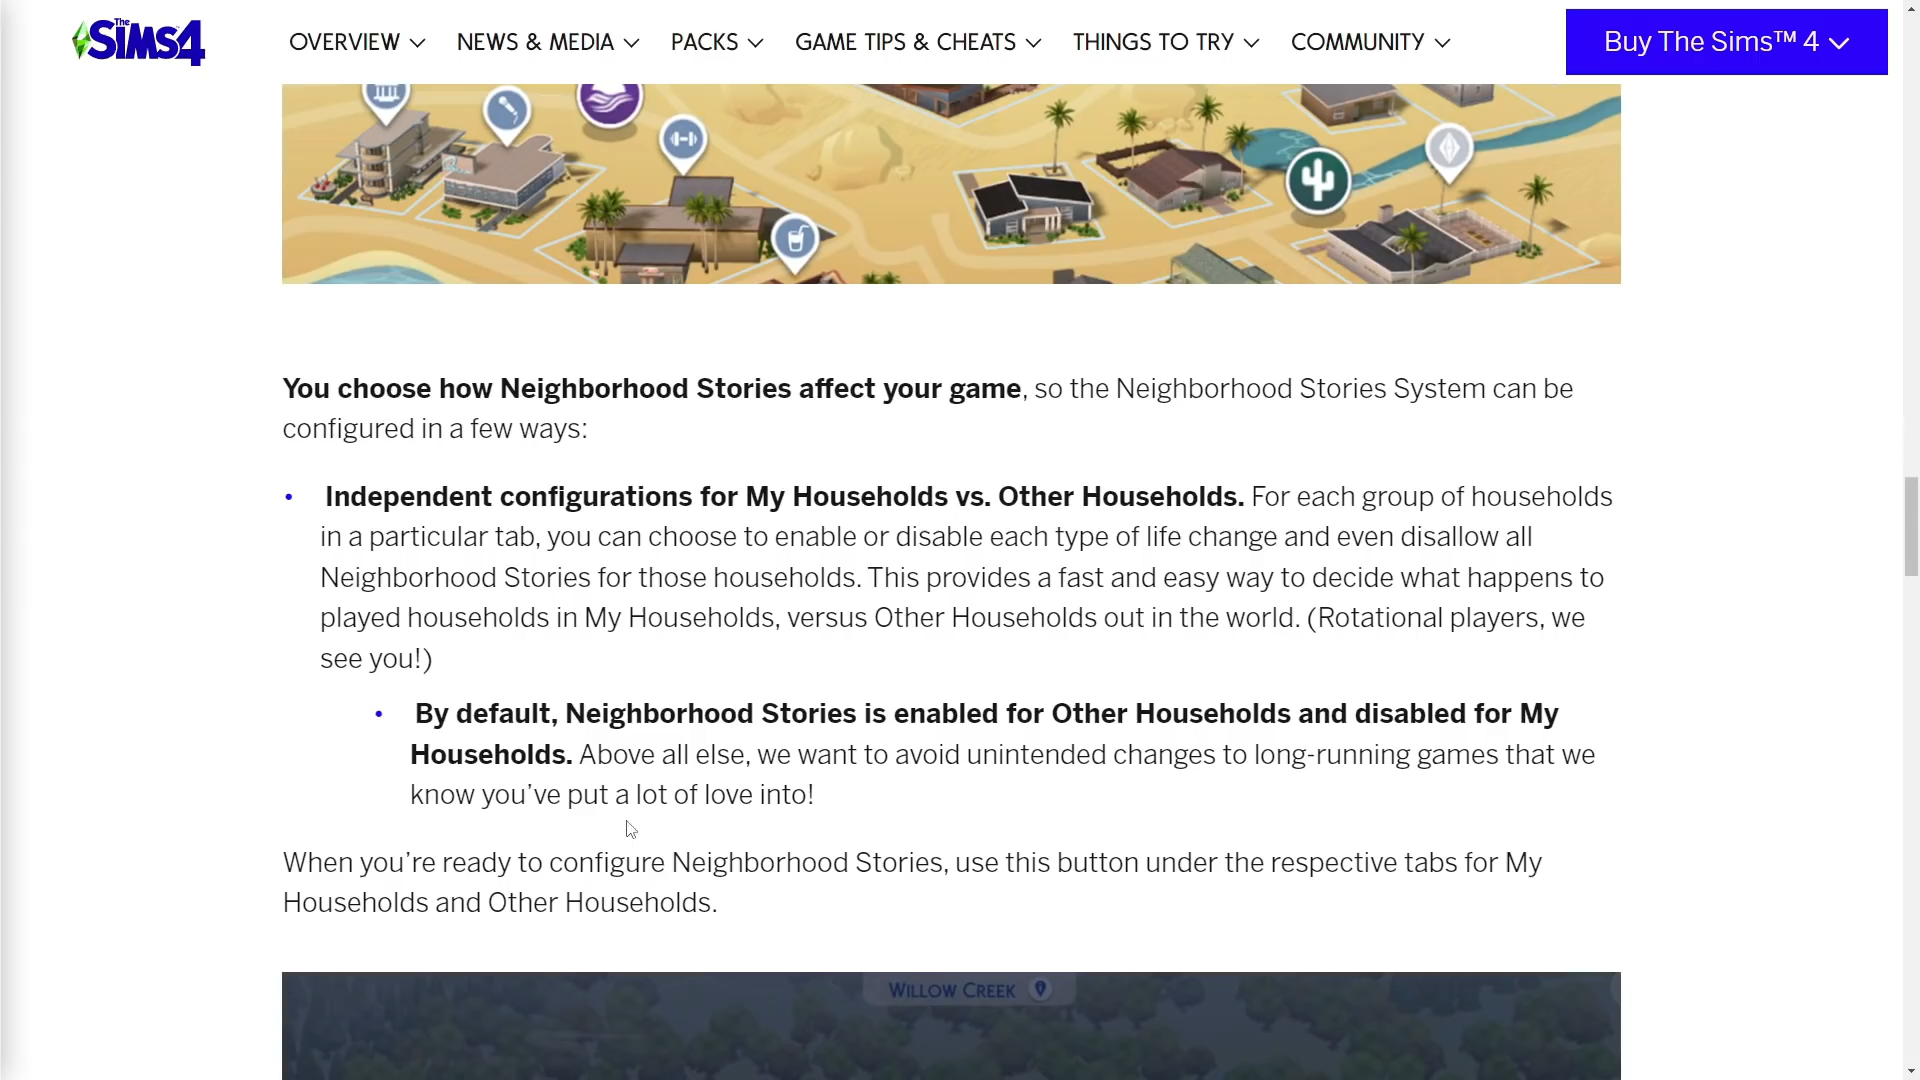 The SiMS4
OVERVIEW NEWS & MEDIA PACKS GAME TIPS & CHEATS THINGS TO TRY COMMUNITY Buy The Sims™ 4
You choose how Neighborhood Stories affect your game, so the Neighborhood Stories System can be
configured in a few ways:
• Independent configurations for My Households vs. Other Households. For each group of households
in a particular tab, you can choose to enable or disable each type of life change and even disallow all
Neighborhood Stories for those households. This provides a fast and easy way to decide what happens to
played households in My Households, versus Other Households out in the world. (Rotational players, we
see you!)
• By default, Neighborhood Stories is enabled for Other Households and disabled for My
Households. Above all else, we want to avoid unintended changes to long-running games that we
know you’ve put a lot of love into!
When you’re ready to configure Neighborhood Stories, use this button under the respective tabs for My
Households and Other Households.
WILLOW CREEK